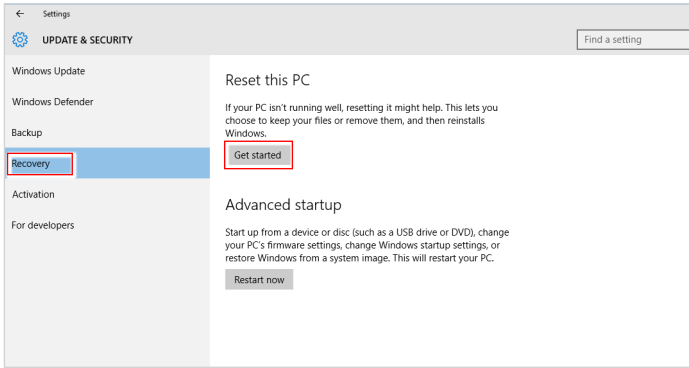 Settings
UPDATE & SECURITY
Find a setting
Windows Update
Windows Defender
Backup
Recovery
Activation
For developers
Reset this PC
If your PC isn't running well, resetting it might help. This lets you
choose to keep your files or remove them, and then reinstalls
Windows.
Get started
Advanced startup
Start up from a device or disc (such as a USB drive or DVD), change
your PC's firmware settings, change Windows startup settings, or
restore Windows from a system image. This will restart your PC.
Restart now